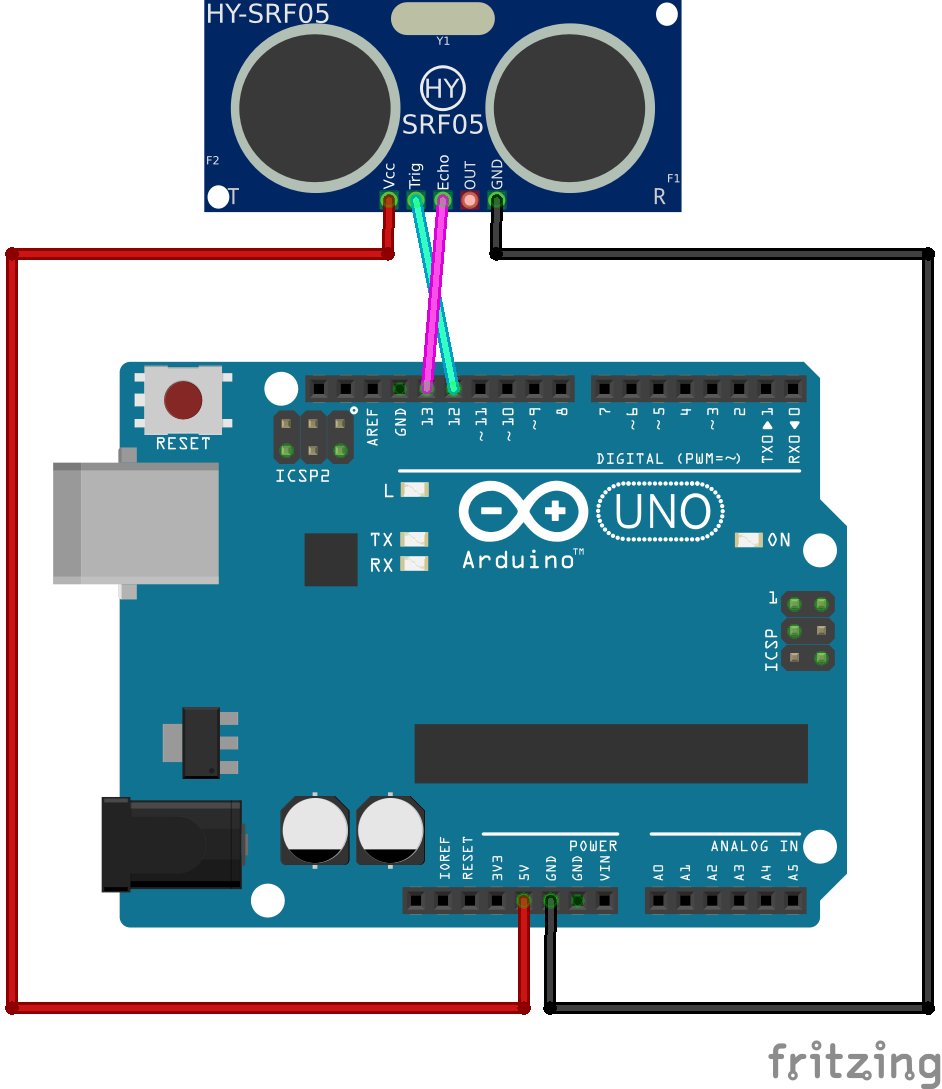 HY-SRF05
Y1
HY
SRF05
F2
F1
T
R
Vcc
Trig
Echo
OUT
GND
RESET
ICSP2
AREF
GND
13
12
~11
~10
~9
8
7
~6
~5
4
~3
2
TX0▶1
RX0◀0
DIGITAL (PWM=~)
L
TX
RX
UNO
Arduino™
ON
1
ICSP
POWER
ANALOG IN
IOREF
RESET
3V3
5V
GND
GND
VIN
A0
A1
A2
A3
A4
A5
fritzing